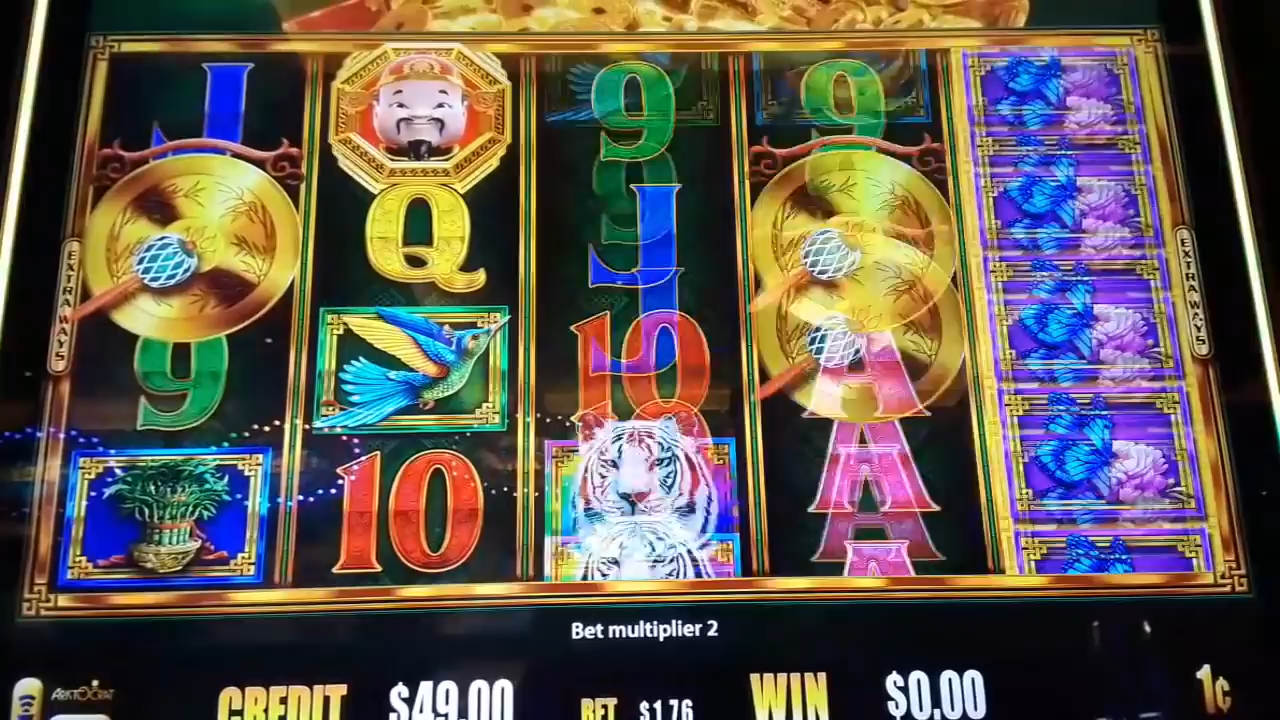 J 9 9
Q J
EXTRA WAYS EXTRA WAYS
9 10 A
10 A
A
Bet multiplier 2
ARISTOCRAT
CREDIT $49.00 BET $1.76 WIN $0.00 1¢